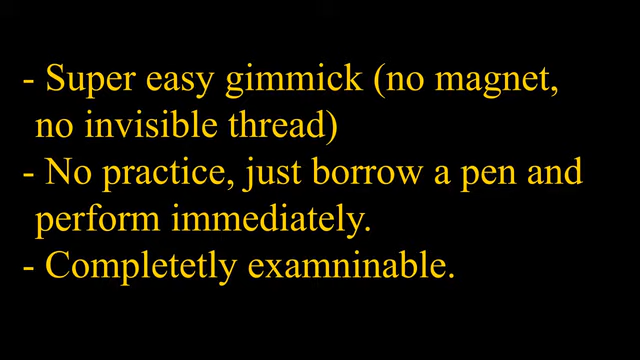 - Super easy gimmick (no magnet,
no invisible thread)
- No practice, just borrow a pen and
perform immediately.
- Completetly examninable.